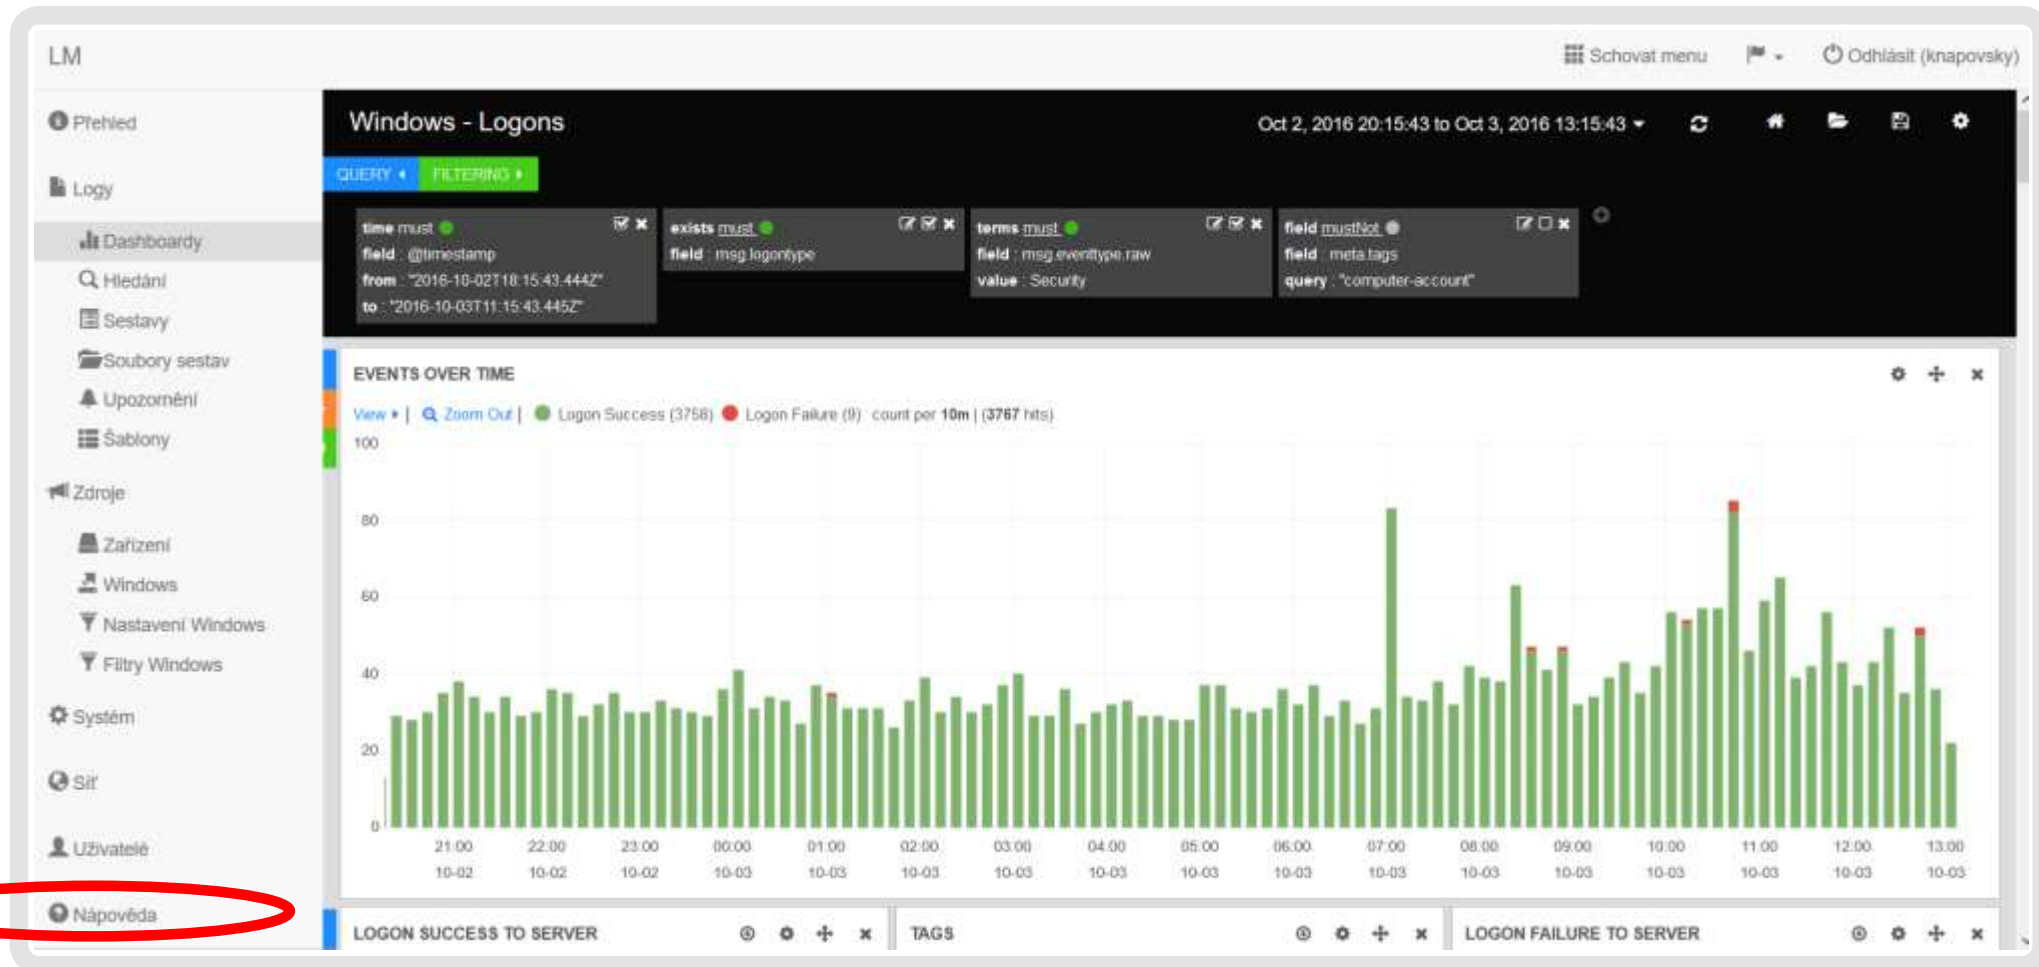 LM
Schovat menu
Odhlásit (knapovsky)
Přehled
Logy
Dashboardy
Hledání
Sestavy
Soubory sestav
Upozornění
Šablony
Zdroje
Zařízení
Windows
Nastavení Windows
Filtry Windows
Systém
Síť
Uživatelé
Nápověda
Windows - Logons
Oct 2, 2016 20:15:43 to Oct 3, 2016 13:15:43
QUERY
FILTERING
time must
field : @timestamp
from : "2016-10-02T18:15:43.444Z"
to : "2016-10-03T11:15:43.445Z"
exists must
field : msg.logontype
terms must
field : msg.eventtype.raw
value : Security
field mustNot
field : meta.tags
query : "computer-account"
EVENTS OVER TIME
View | Zoom Out | Logon Success (3758) Logon Failure (9) count per 10m | (3767 hits)
100
80
60
40
20
0
21:00 22:00 23:00 00:00 01:00 02:00 03:00 04:00 05:00 06:00 07:00 08:00 09:00 10:00 11:00 12:00 13:00
10-02 10-02 10-02 10-03 10-03 10-03 10-03 10-03 10-03 10-03 10-03 10-03 10-03 10-03 10-03 10-03 10-03
LOGON SUCCESS TO SERVER
TAGS
LOGON FAILURE TO SERVER